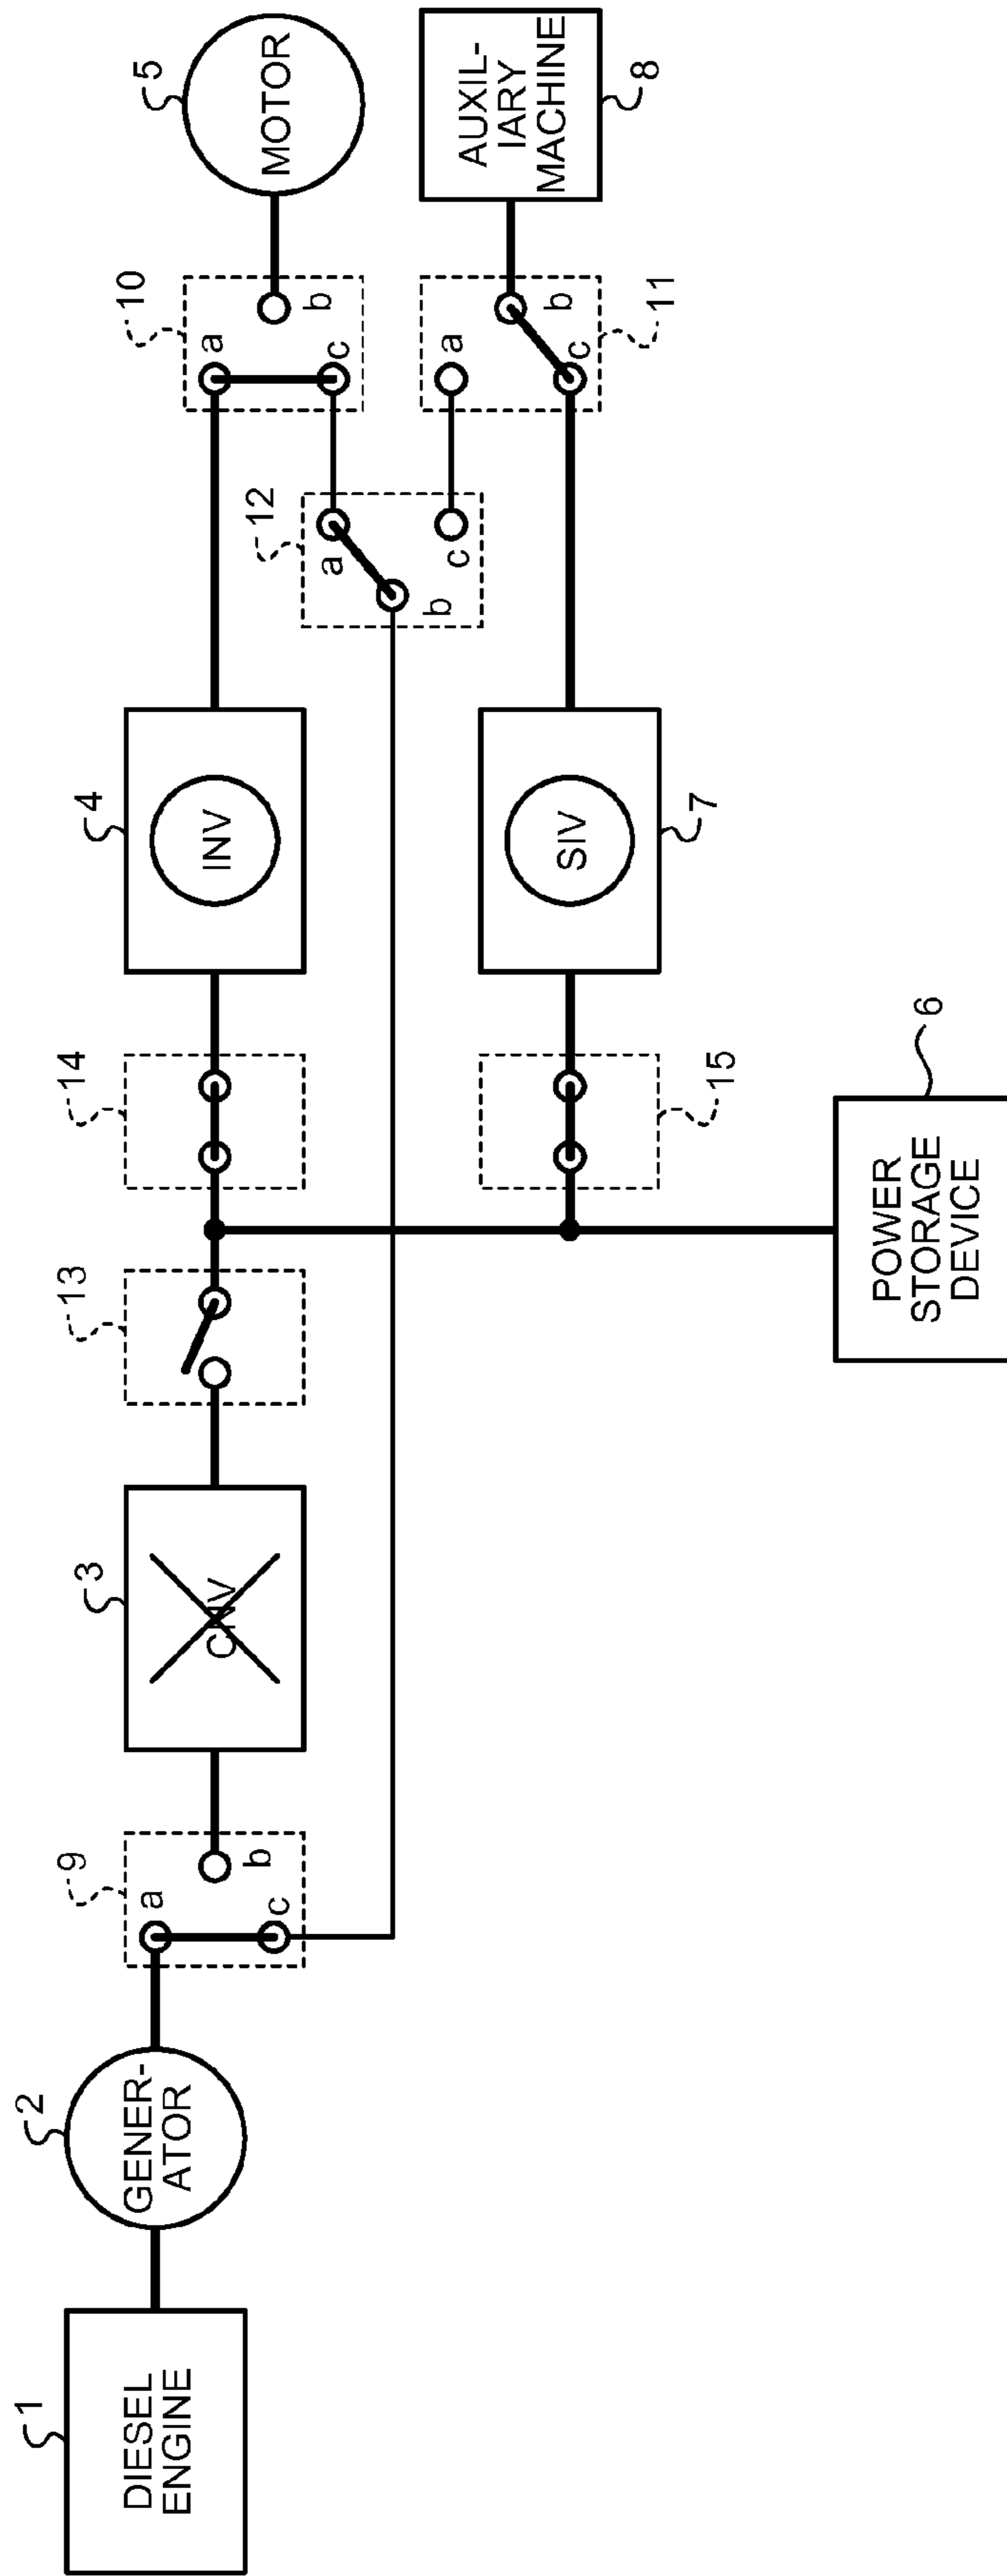 1
DIESEL
ENGINE
2
GENER-
ATOR
9
a
b
c
3
CNV
13
14
4
INV
10
a
b
c
5
MOTOR
12
a
b
c
11
a
b
c
AUXIL-
IARY
MACHINE
8
15
SIV
7
POWER
STORAGE
DEVICE
6